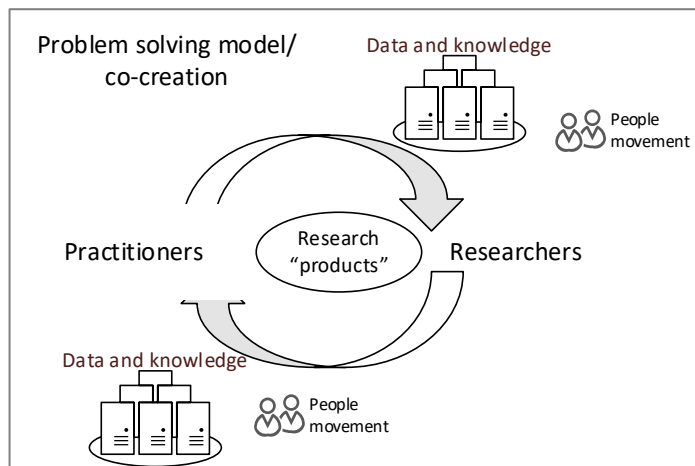 Problem solving model/
co-creation
Data and knowledge
People
movement
Practitioners
Research
“products”
Researchers
Data and knowledge
People
movement